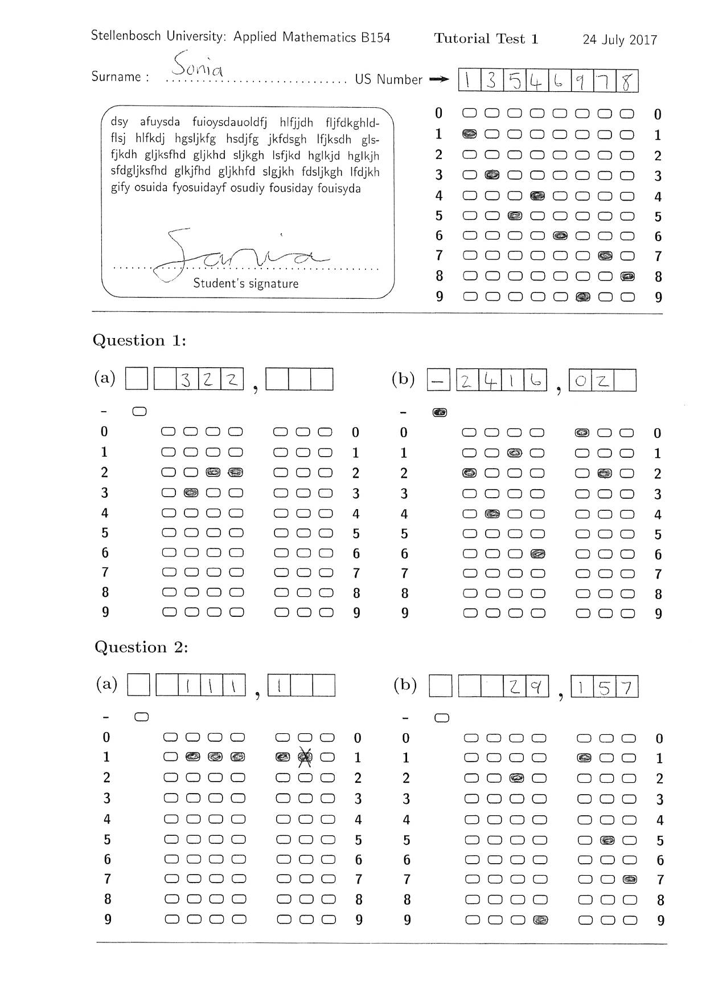 Stellenbosch University: Applied Mathematics B154 Tutorial Test 1 24 July 2017
Surname : Sonia US Number 1 3 5 4 6 9 7 8
dsy afuysda fuioysdauoldfj hlfjjdh fljfdkghld-
flsj hlfkdj hgsljkfg hsdjfg jkfdsgh lfjksdh gls-
fjkdh gljksfhd gljkhd sljkgh lsfjkd hglkjd hglkjh
sfdgljksfhd glkjfhd gljkhfd slgjkh fdsljkgh lfdjkh
gify osuida fyosuidayf osudiy fousiday fouisyda
Sonia
Student's signature
0 0
1 1
2 2
3 3
4 4
5 5
6 6
7 7
8 8
9 9
Question 1:
(a) 3 2 2 , (b) - 2 4 1 6 , 0 2
- -
0 0 0 0
1 1 1 1
2 2 2 2
3 3 3 3
4 4 4 4
5 5 5 5
6 6 6 6
7 7 7 7
8 8 8 8
9 9 9 9
Question 2:
(a) 1 1 1 , 1 (b) 2 9 , 1 5 7
- -
0 0 0 0
1 1 1 1
2 2 2 2
3 3 3 3
4 4 4 4
5 5 5 5
6 6 6 6
7 7 7 7
8 8 8 8
9 9 9 9